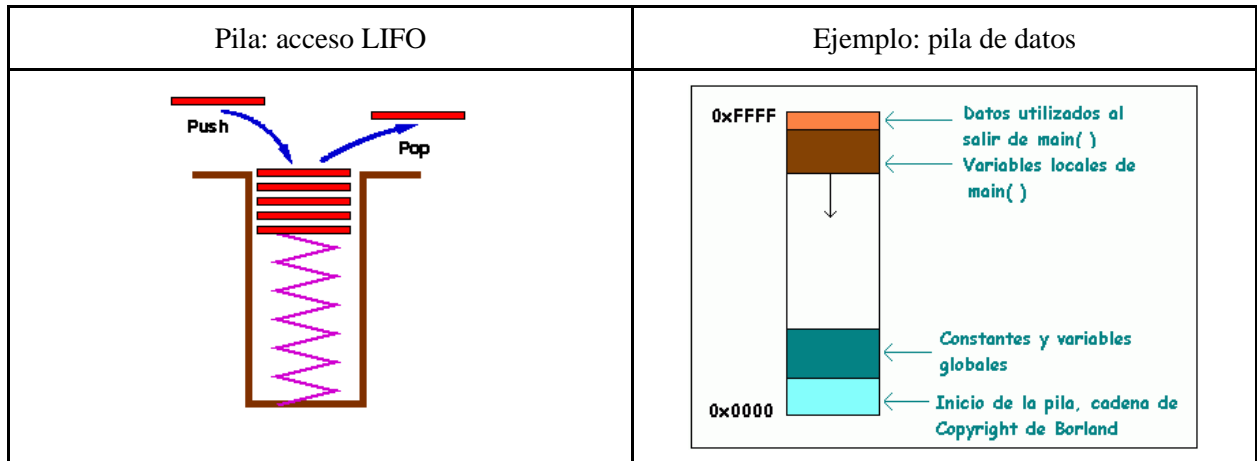 Pila: acceso LIFO
Ejemplo: pila de datos
Push
Pop
0xFFFF
Datos utilizados al
salir de main( )
Variables locales de
main( )
Constantes y variables
globales
0x0000
Inicio de la pila, cadena de
Copyright de Borland